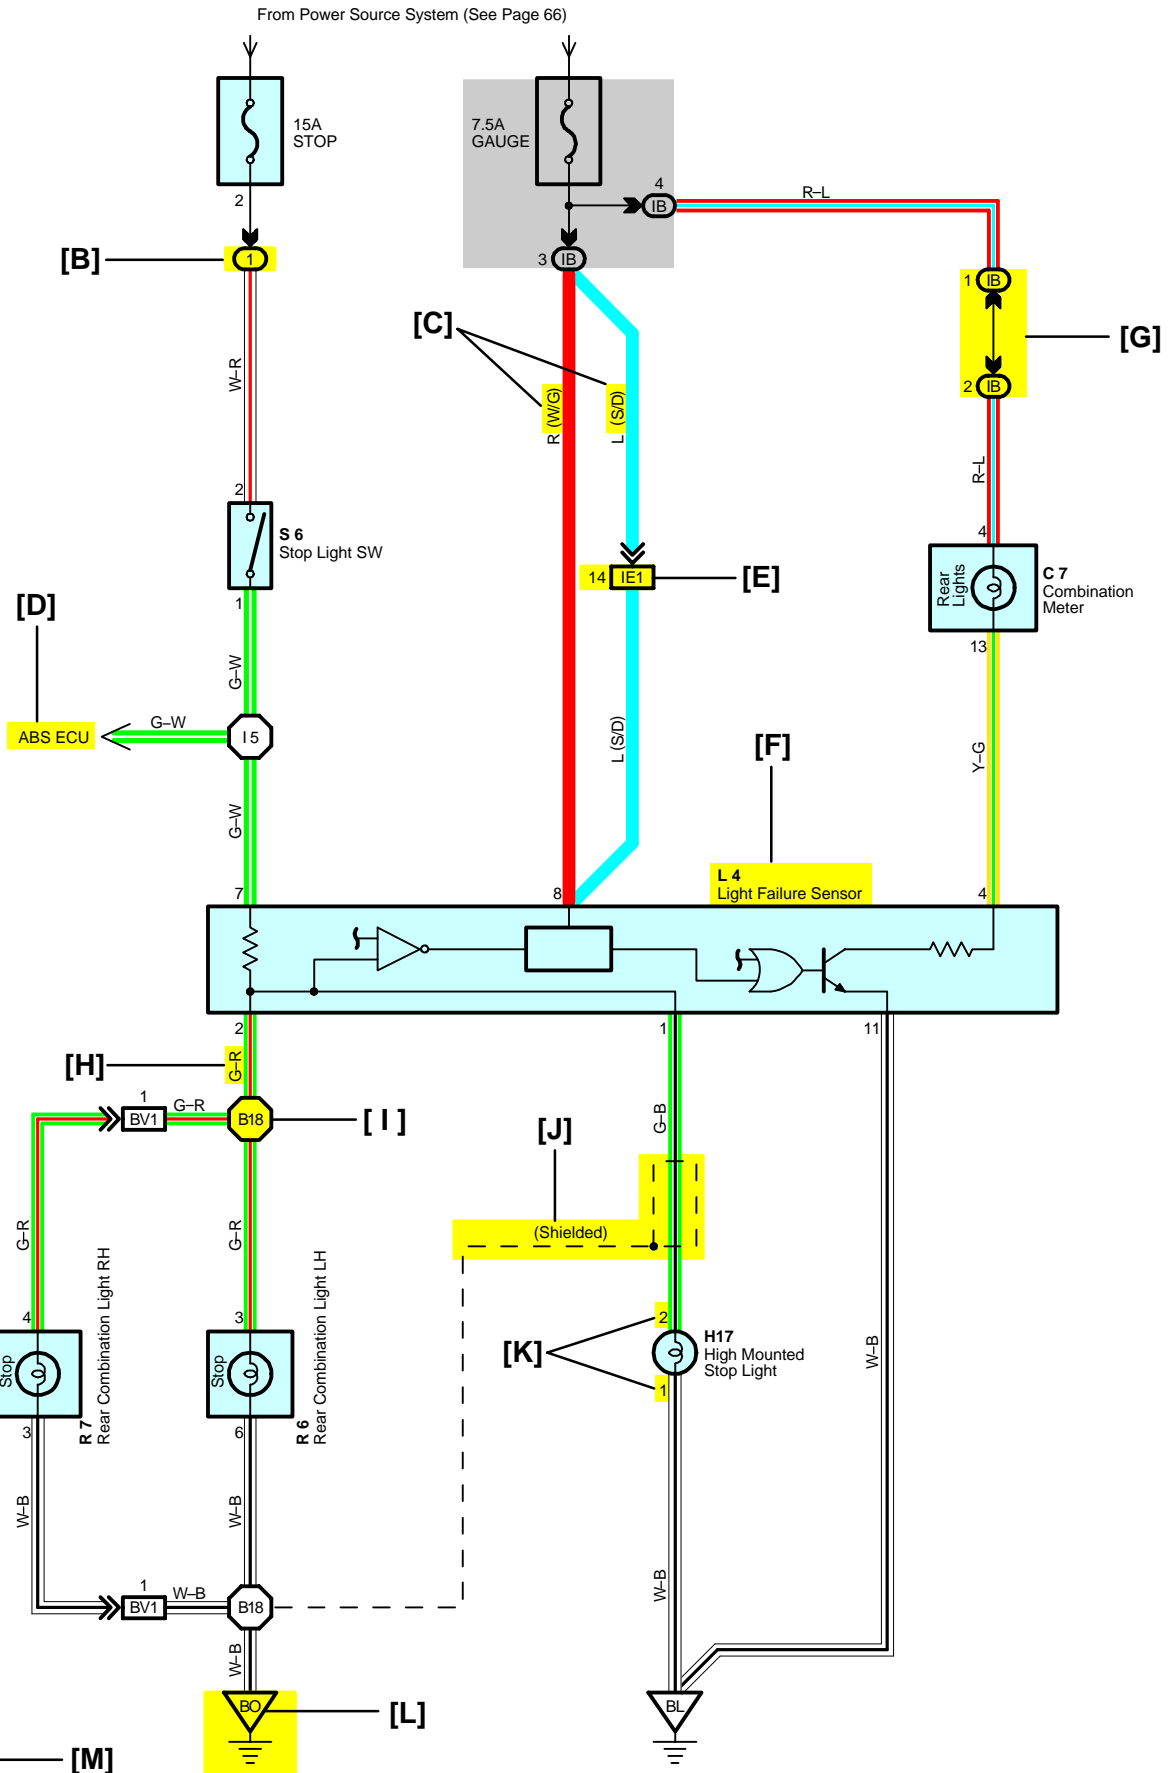 From Power Source System (See Page 66)
15A
STOP
7.5A
GAUGE
2
4
IB
R–L
[B]
1
3
IB
1
IB
[G]
[C]
2
IB
W–R
R (W/G)
L (S/D)
R–L
2
S 6
Stop Light SW
4
14
IE1
[E]
Rear
Lights
C 7
Combination
Meter
[D]
1
13
G–W
ABS ECU
G–W
I 5
L (S/D)
[F]
Y–G
G–W
7
8
L 4
Light Failure Sensor
4
2
1
11
[H]
G–R
1
BV1
G–R
B18
[ I ]
G–B
[J]
(Shielded)
G–R
G–R
4
3
2
Stop
R 7
Rear Combination Light RH
Stop
R 6
Rear Combination Light LH
[K]
H17
High Mounted
Stop Light
W–B
1
3
6
W–B
W–B
W–B
1
BV1
W–B
B18
W–B
BO
[L]
BL
[M]